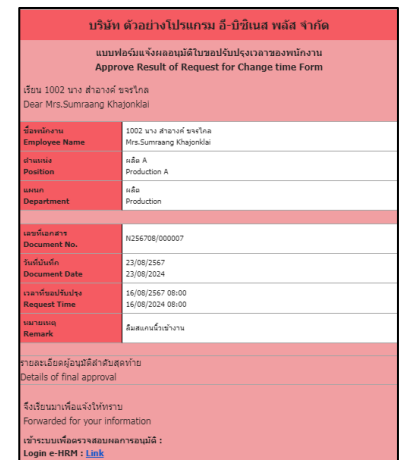 บริษัท ตัวอย่างโปรแกรม อี-บิซิเนส พลัส จำกัด
แบบฟอร์มแจ้งผลอนุมัติใบขอปรับปรุงเวลาของพนักงาน
Approve Result of Request for Change time Form
เรียน 1002 นาง สำอางค์ ขจรไกล
Dear Mrs.Sumraang Khajonklai
ชื่อพนักงาน 1002 นาง สำอางค์ ขจรไกล
Employee Name Mrs.Sumraang Khajonklai
ตำแหน่ง ผลิต A
Position Production A
แผนก ผลิต
Department Production
เลขที่เอกสาร
Document No. N256708/000007
วันที่บันทึก 23/08/2567
Document Date 23/08/2024
เวลาที่ขอปรับปรุง 16/08/2567 08:00
Request Time 16/08/2024 08:00
หมายเหตุ
Remark ลืมสแกนนิ้วเข้างาน
รายละเอียดผู้อนุมัติลำดับสุดท้าย
Details of final approval
จึงเรียนมาเพื่อแจ้งให้ทราบ
Forwarded for your information
เข้าระบบเพื่อตรวจสอบผลการอนุมัติ :
Login e-HRM : Link